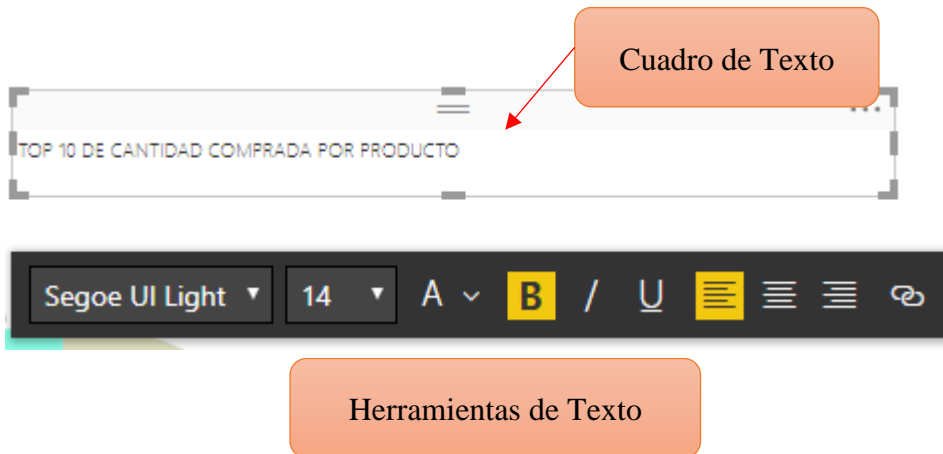 Cuadro de Texto
TOP 10 DE CANTIDAD COMPRADA POR PRODUCTO
Segoe UI Light 14 A B / U
Herramientas de Texto